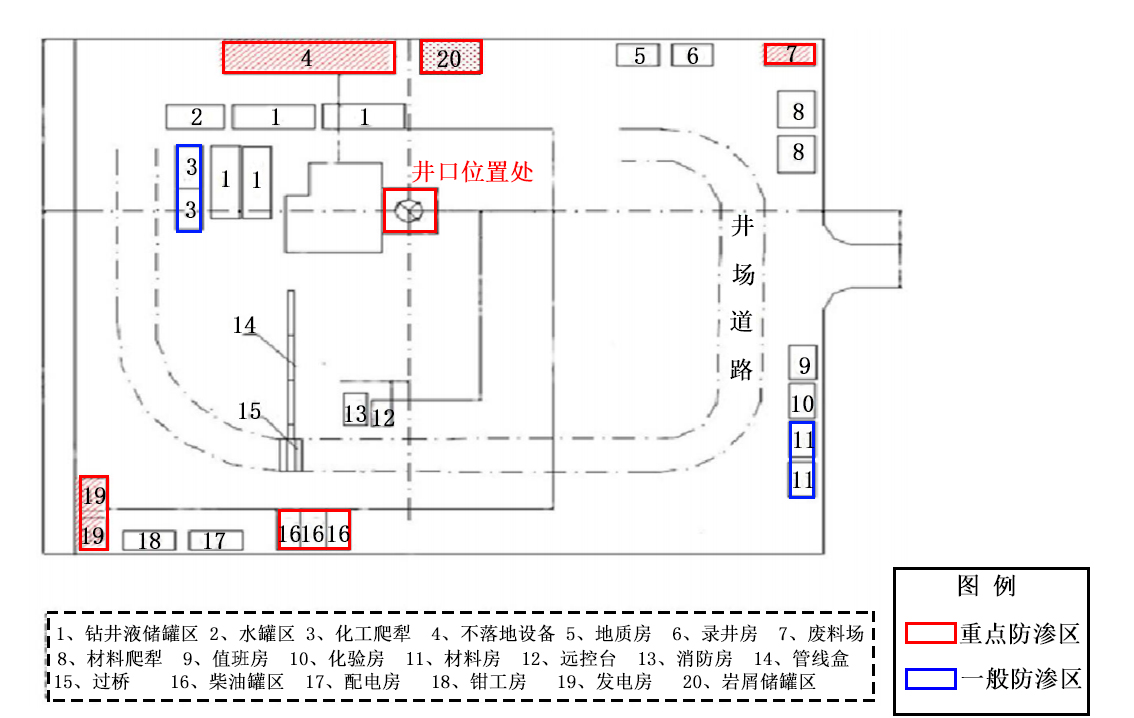 4
20
5
6
7
2
1
1
8
8
3
3
1
1
井口位置处
井
场
道
路
14
9
10
15
13
12
11
11
19
19
18
17
16
16
16
图 例
重点防渗区
一般防渗区
1、钻井液储罐区 2、水罐区 3、化工爬犁 4、不落地设备 5、地质房 6、录井房 7、废料场
8、材料爬犁 9、值班房 10、化验房 11、材料房 12、远控台 13、消防房 14、管线盒
15、过桥 16、柴油罐区 17、配电房 18、钳工房 19、发电房 20、岩屑储罐区